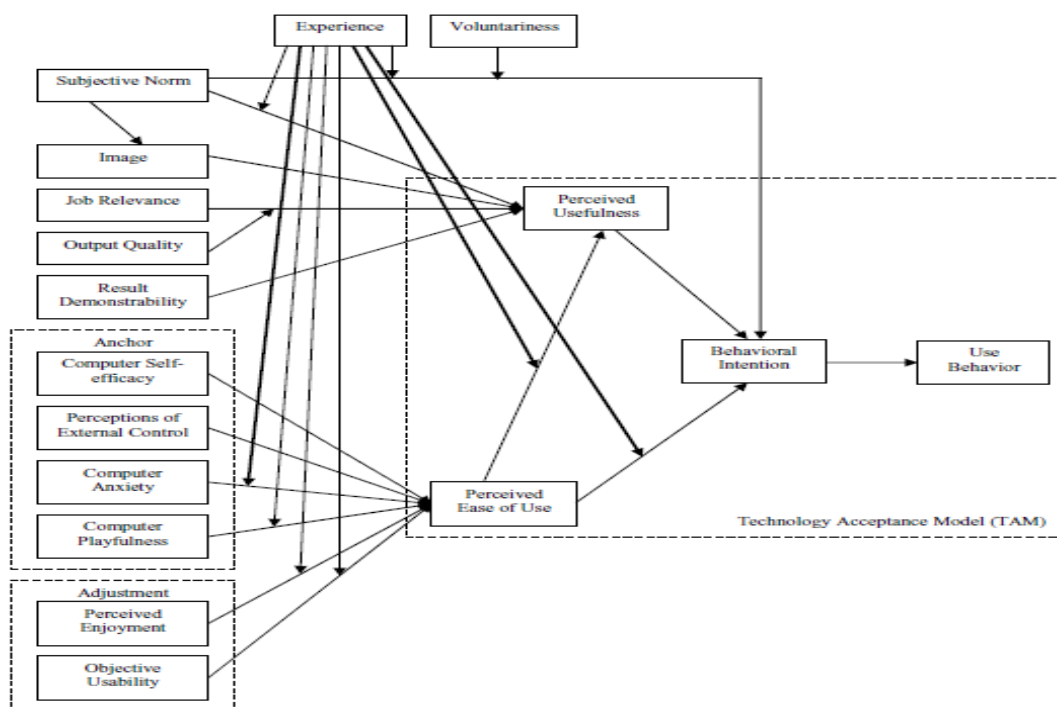 Experience
Voluntariness
Subjective Norm
Image
Job Relevance
Output Quality
Result
Demonstrability
Perceived
Usefulness
Anchor
Computer Self-
efficacy
Perceptions of
External Control
Computer
Anxiety
Computer
Playfulness
Behavioral
Intention
Use
Behavior
Perceived
Ease of Use
Technology Acceptance Model (TAM)
Adjustment
Perceived
Enjoyment
Objective
Usability